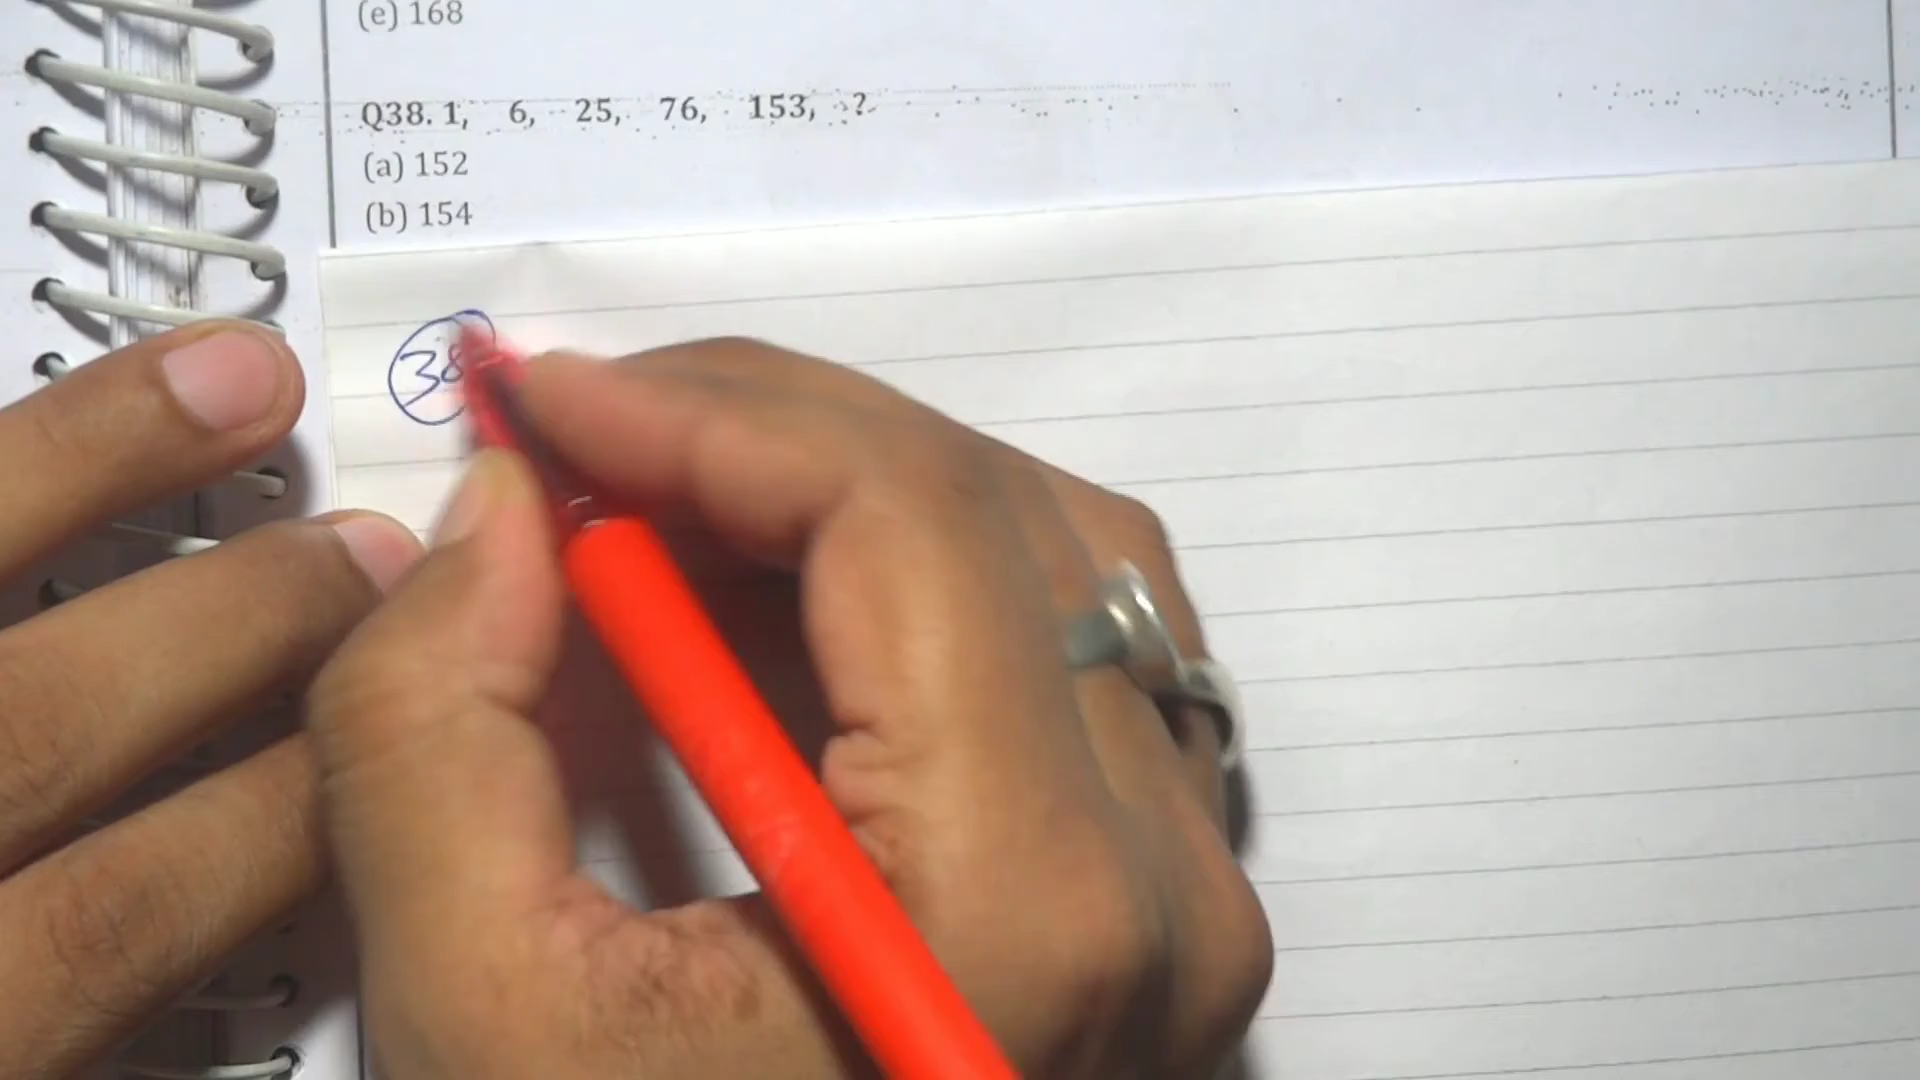 (e) 168
Q38. 1, 6, 25, 76, 153, ?
(a) 152
(b) 154
38